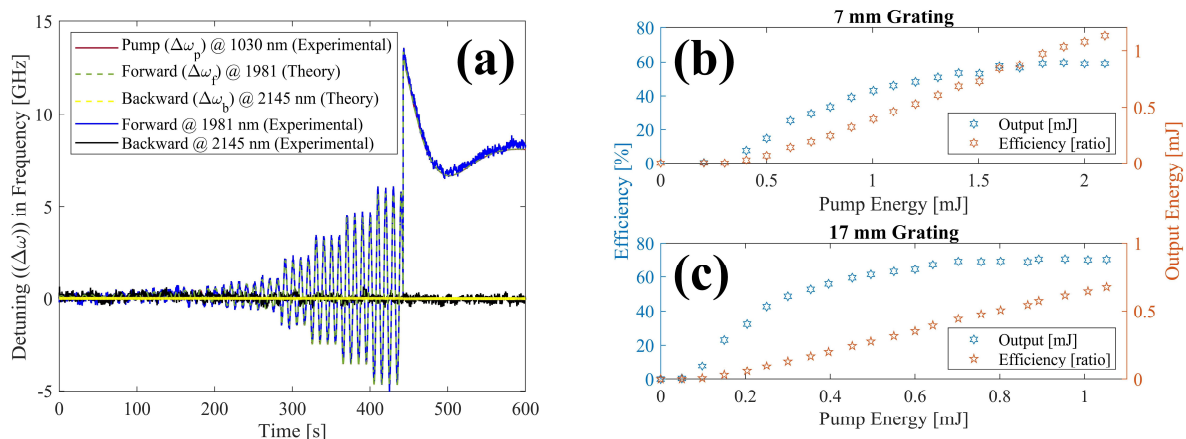 (a)
15
10
5
0
-5
Detuning ((Δω)) in Frequency [GHz]
Pump (Δωp) @ 1030 nm (Experimental)
Forward (Δωf) @ 1981 (Theory)
Backward (Δωb) @ 2145 nm (Theory)
Forward @ 1981 nm (Experimental)
Backward @ 2145 nm (Experimental)
0 100 200 300 400 500 600
Time [s]
7 mm Grating
(b)
80
60
40
20
0
1
0.5
0
Output [mJ]
Efficiency [ratio]
0 0.5 1 1.5 2
Pump Energy [mJ]
Efficiency [%]
Output Energy [mJ]
17 mm Grating
(c)
80
60
40
20
0
1
0.5
0
Output [mJ]
Efficiency [ratio]
0 0.2 0.4 0.6 0.8 1
Pump Energy [mJ]